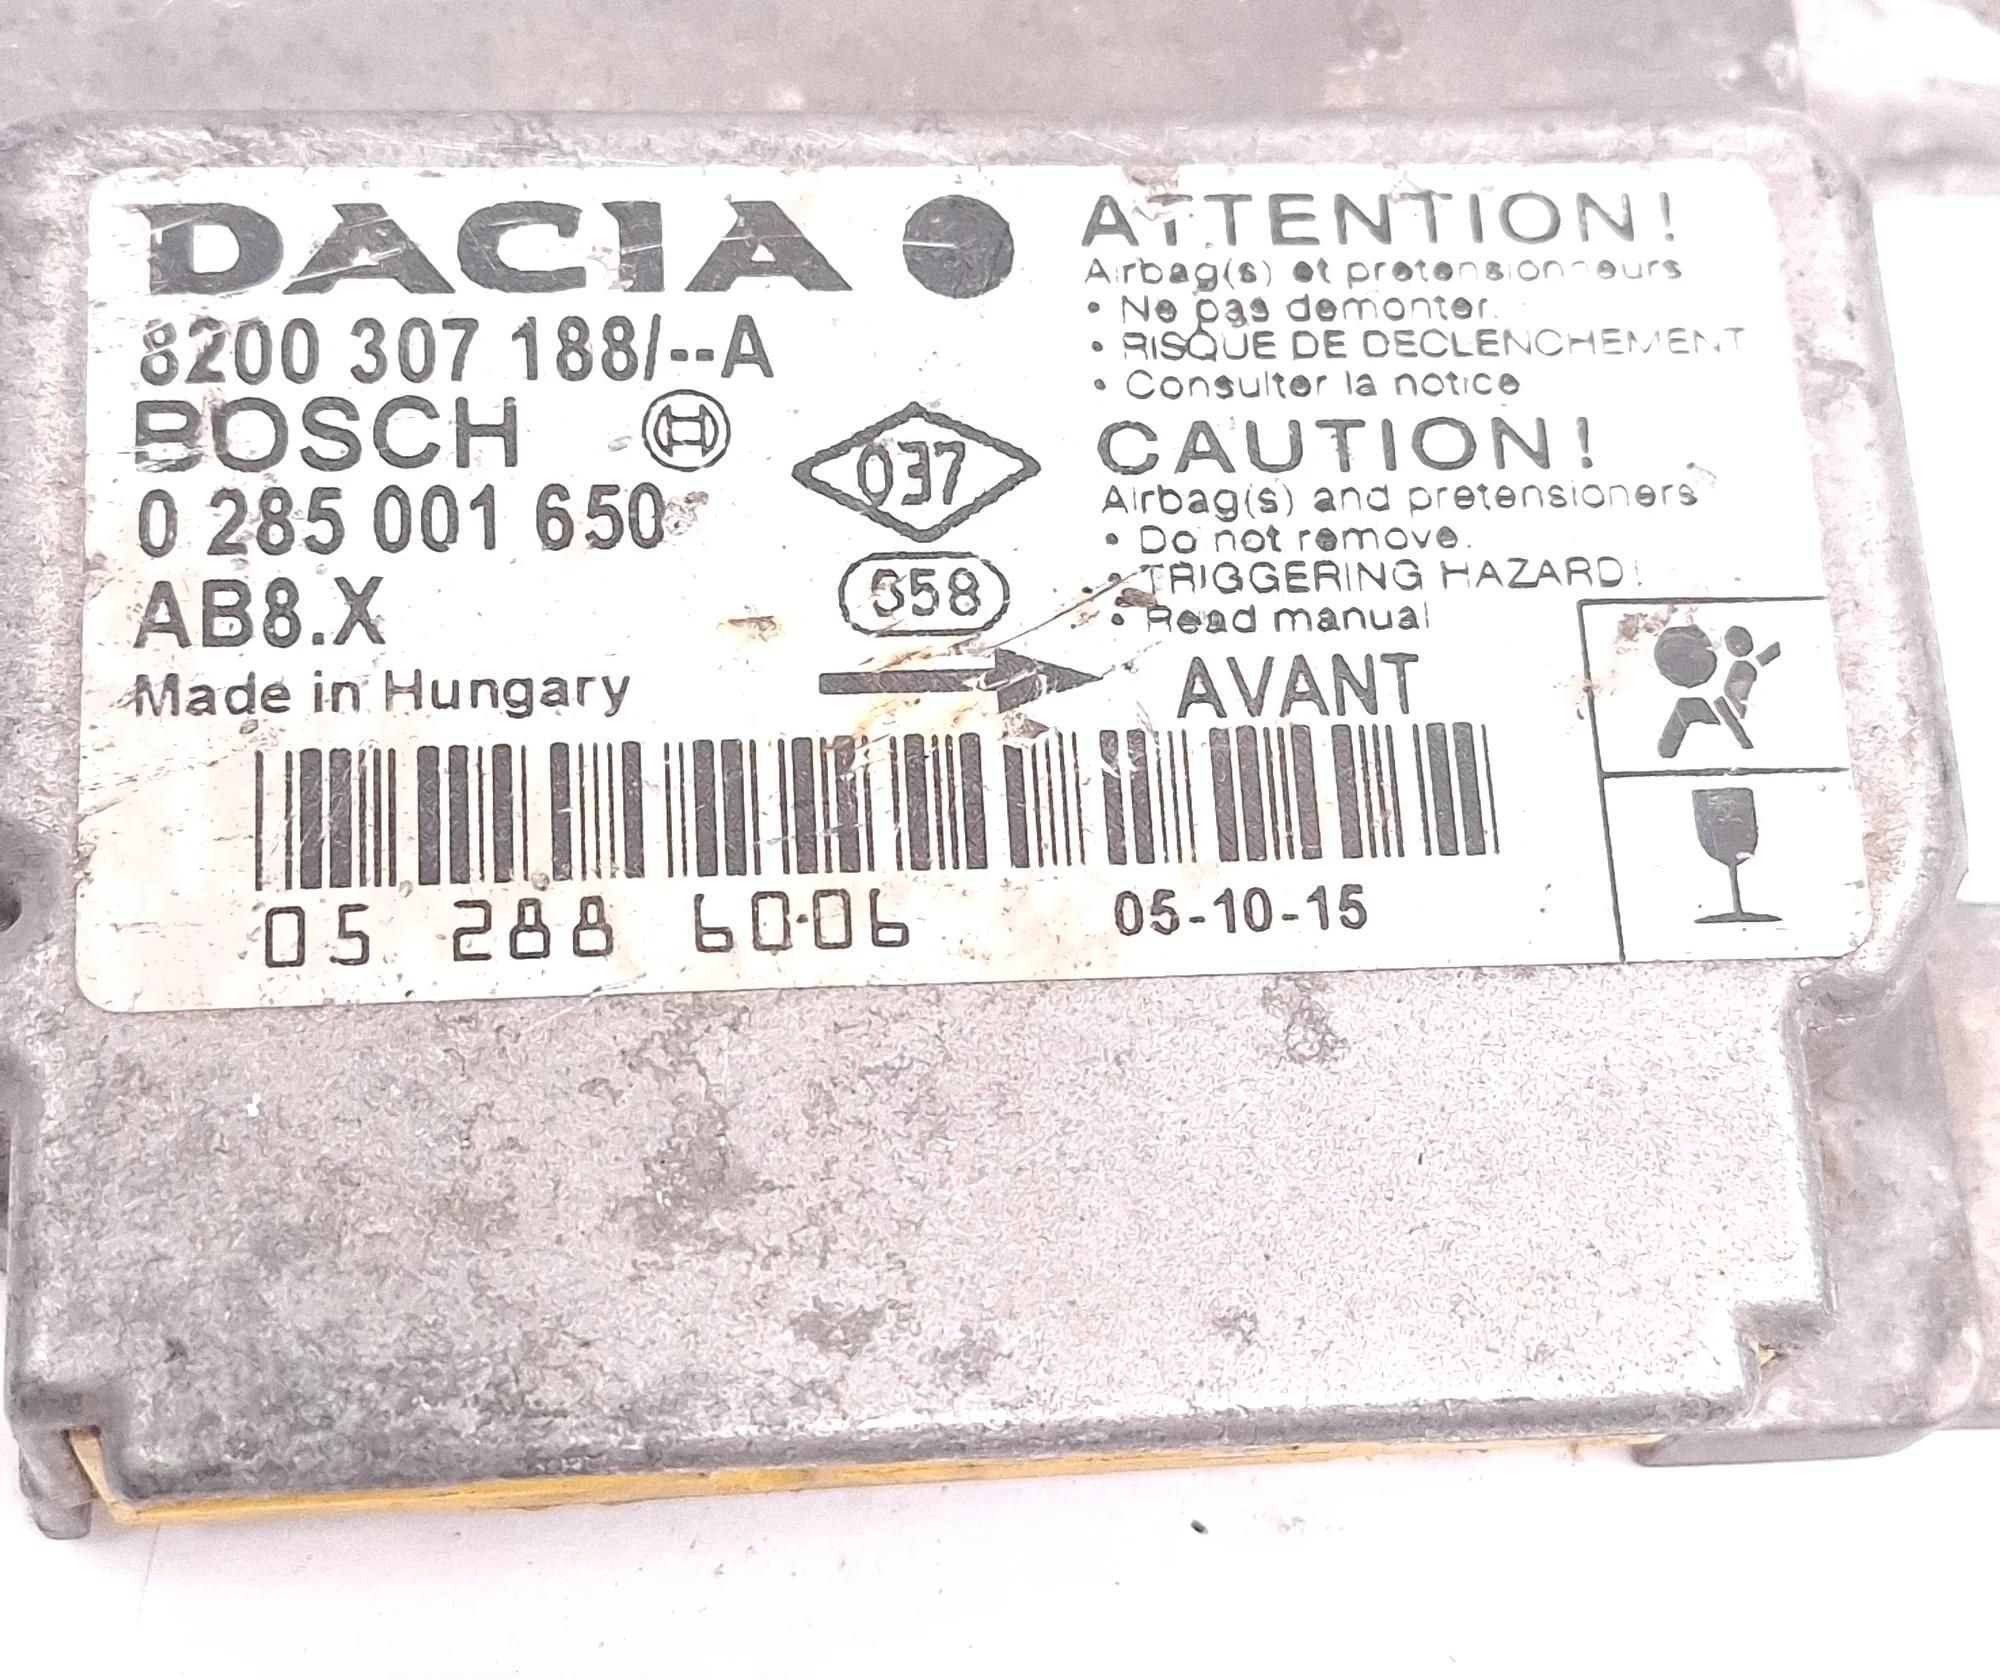 DACIA
8200 307 188/--A
BOSCH
0 285 001 650
AB8.X
Made in Hungary
037
558
ATTENTION!
Airbag(s) et pretensionneurs
• Ne pas demonter.
• RISQUE DE DECLENCHEMENT
• Consulter la notice
CAUTION!
Airbag(s) and pretensioners
• Do not remove.
• TRIGGERING HAZARD!
• Read manual
AVANT
05 288 6006
05-10-15